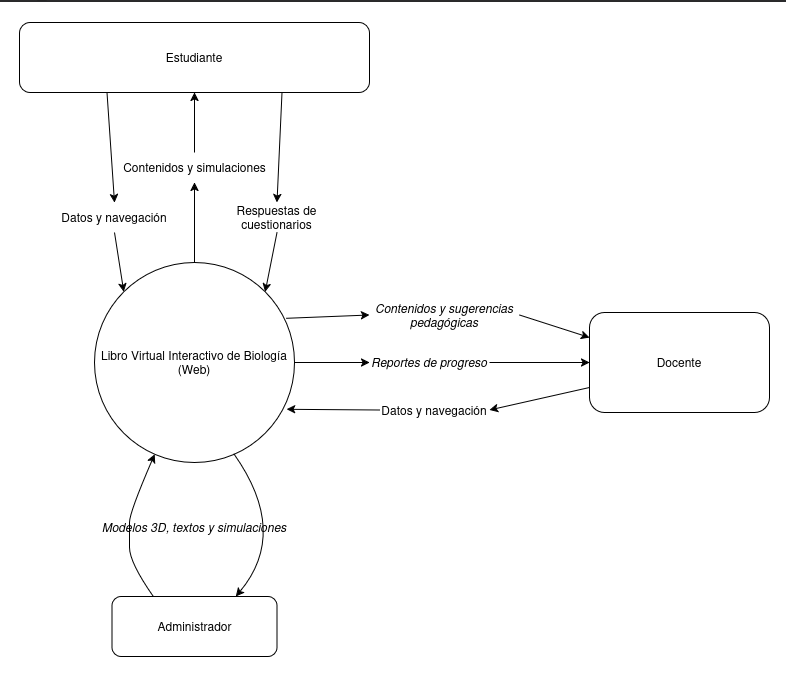 Estudiante
Contenidos y simulaciones
Datos y navegación
Respuestas de
cuestionarios
Contenidos y sugerencias
pedagógicas
Libro Virtual Interactivo de Biología
(Web)
Reportes de progreso
Docente
Datos y navegación
Modelos 3D, textos y simulaciones
Administrador